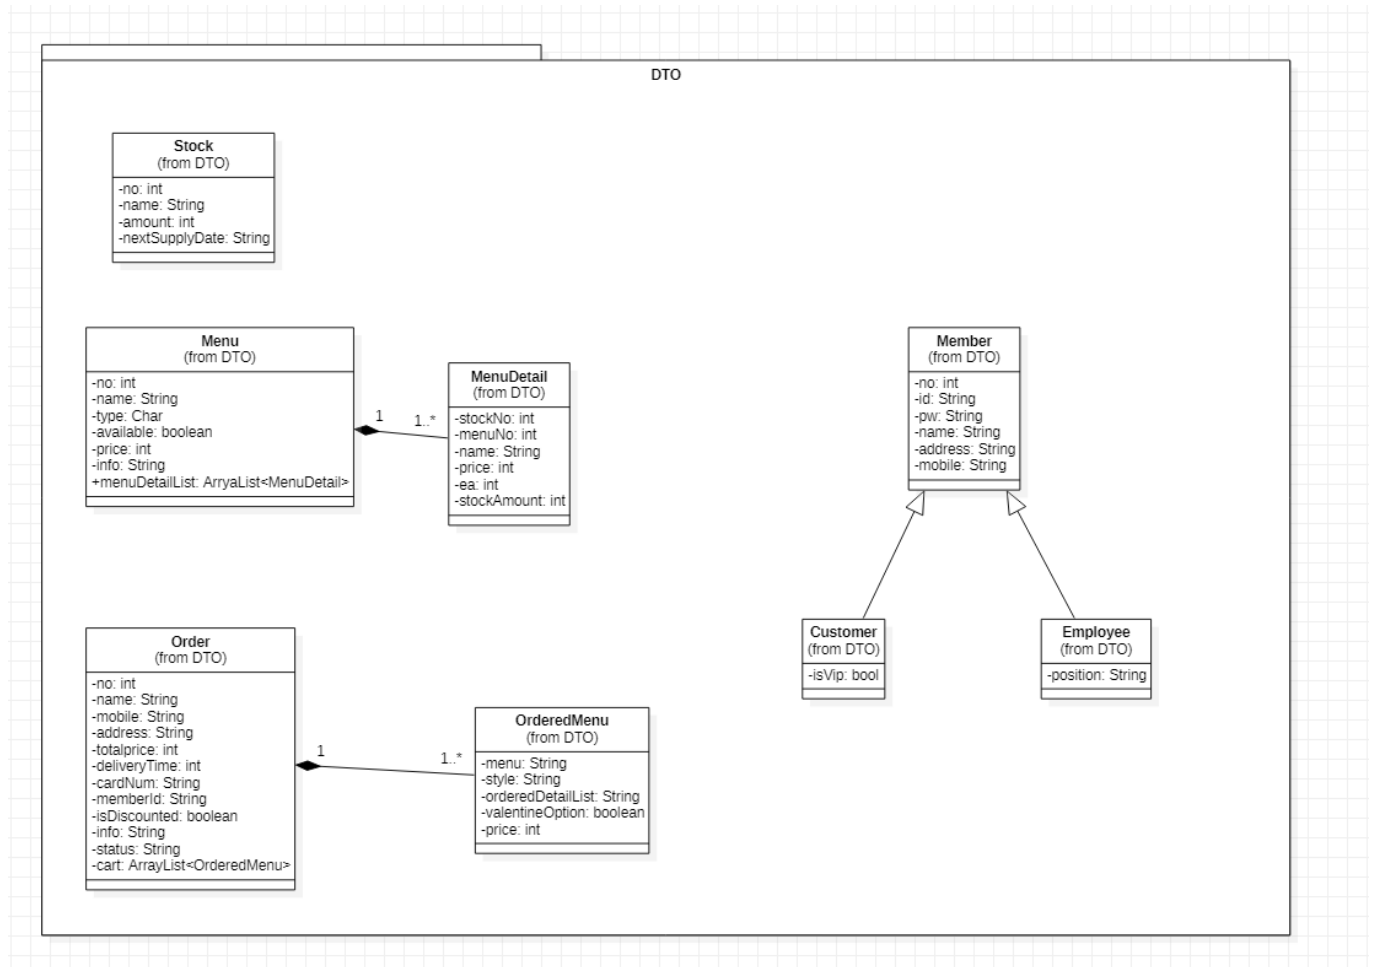 DTO
Stock
(from DTO)
-no: int
-name: String
-amount: int
-nextSupplyDate: String
Menu
(from DTO)
-no: int
-name: String
-type: Char
-available: boolean
-price: int
-info: String
+menuDetailList: ArryaList<MenuDetail>
1
1..*
MenuDetail
(from DTO)
-stockNo: int
-menuNo: int
-name: String
-price: int
-ea: int
-stockAmount: int
Member
(from DTO)
-no: int
-id: String
-pw: String
-name: String
-address: String
-mobile: String
Customer
(from DTO)
-isVip: bool
Employee
(from DTO)
-position: String
Order
(from DTO)
-no: int
-name: String
-mobile: String
-address: String
-totalprice: int
-deliveryTime: int
-cardNum: String
-memberId: String
-isDiscounted: boolean
-info: String
-status: String
-cart: ArrayList<OrderedMenu>
1
1..*
OrderedMenu
(from DTO)
-menu: String
-style: String
-orderedDetailList: String
-valentineOption: boolean
-price: int